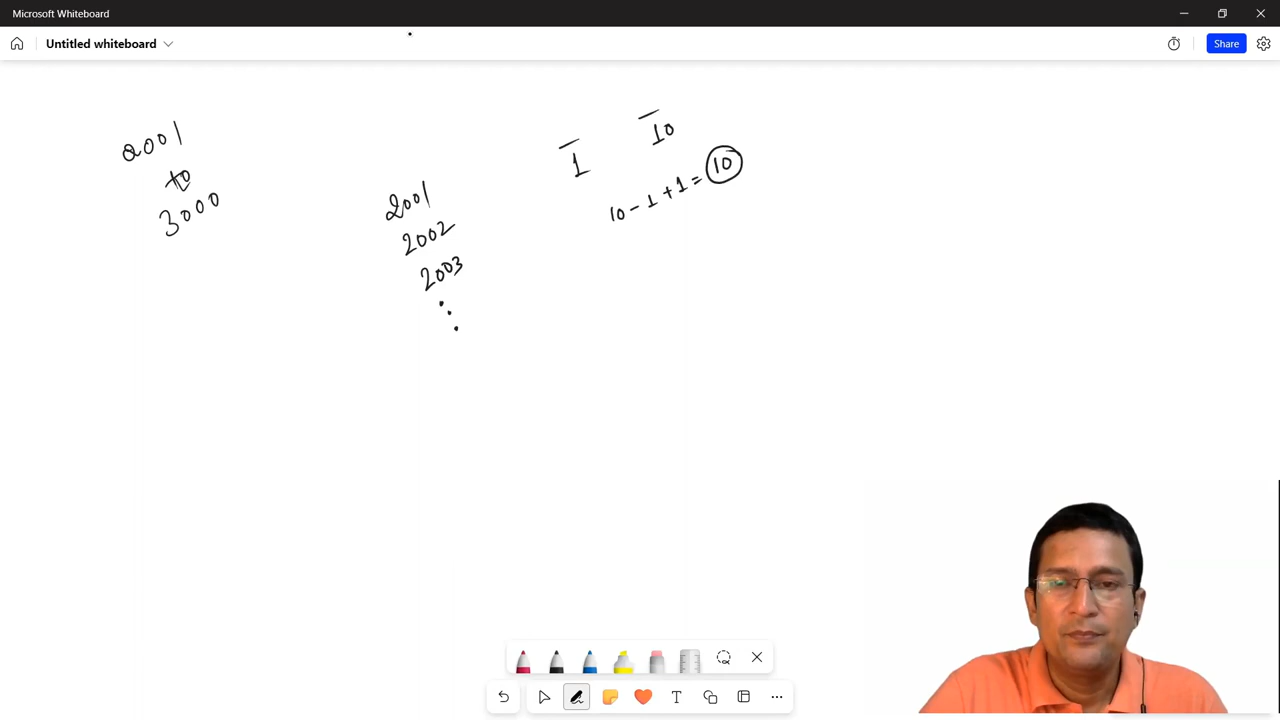 Microsoft Whiteboard
Untitled whiteboard
Share
2001
to
3000
2001
2002
2003
1 10
10 - 1 + 1 = 10